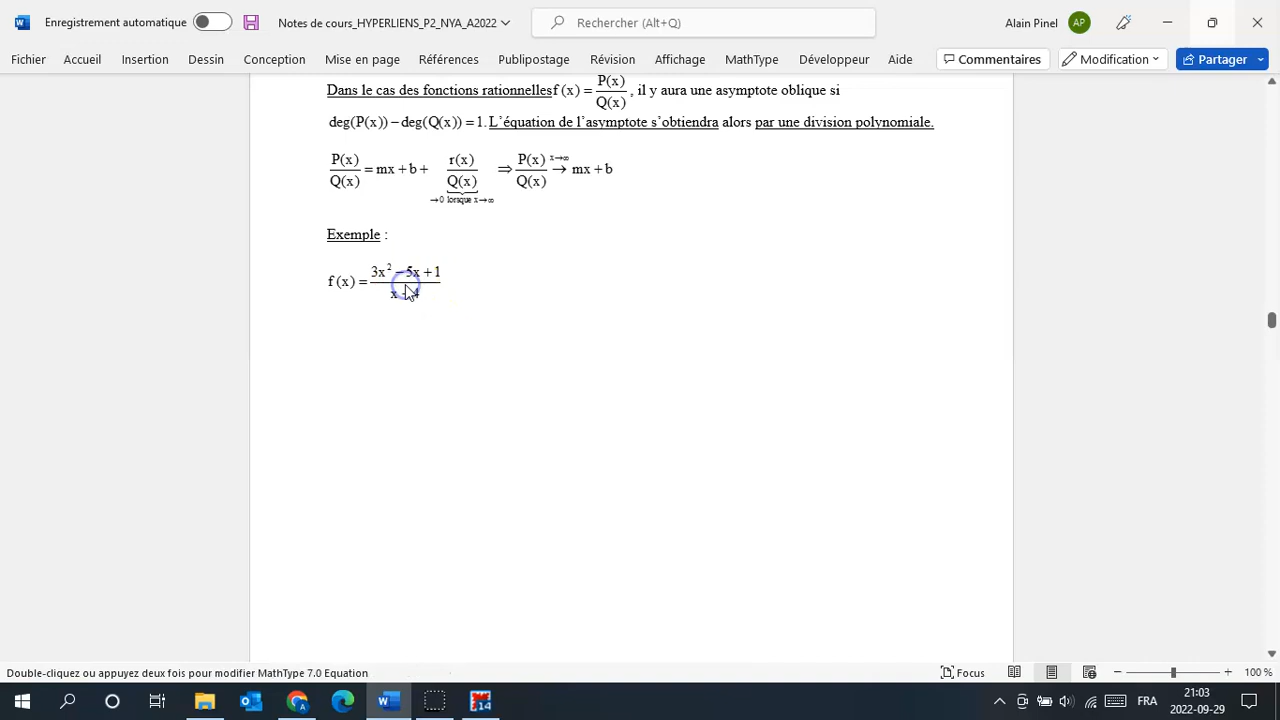 Enregistrement automatique
Notes de cours_HYPERLIENS_P2_NYA_A2022
Rechercher (Alt+Q)
Alain Pinel
AP
Fichier Accueil Insertion Dessin Conception Mise en page Références Publipostage Révision Affichage MathType Développeur Aide Commentaires Modification Partager
Dans le cas des fonctions rationnelles f(x) = P(x)/Q(x), il y aura une asymptote oblique si
deg(P(x)) − deg(Q(x)) = 1. L'équation de l'asymptote s'obtiendra alors par une division polynomiale.
P(x)/Q(x) = mx + b + r(x)/Q(x) ⇒ P(x)/Q(x) x→∞ → mx + b
→0 lorsque x→∞
Exemple :
f(x) = (3x² − 5x + 1)/(x - 4)
Double-cliquez ou appuyez deux fois pour modifier MathType 7.0 Equation
Focus
100 %
14
FRA
21:03
2022-09-29